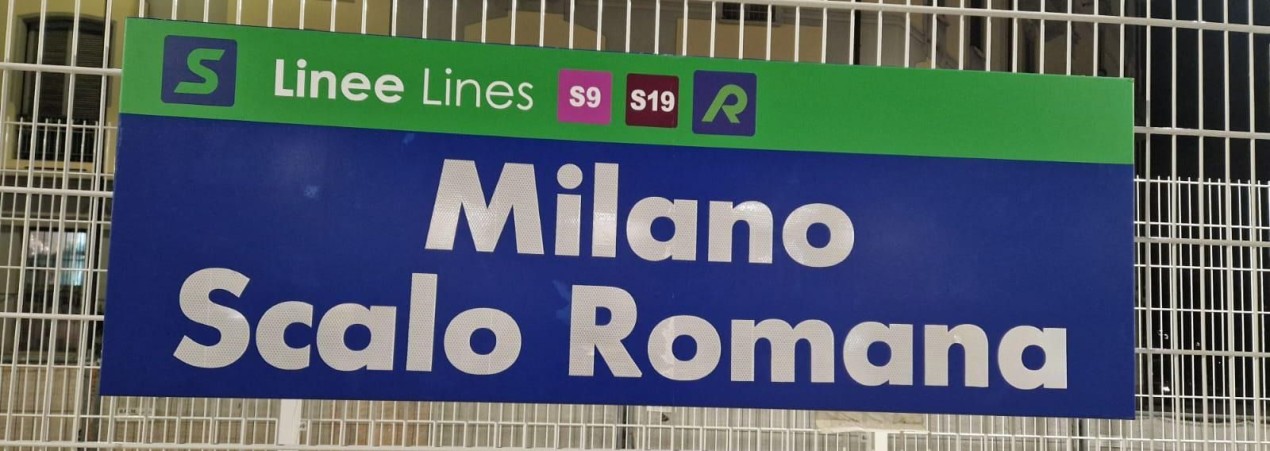 S Linee Lines S9 S19 R
Milano
Scalo Romana